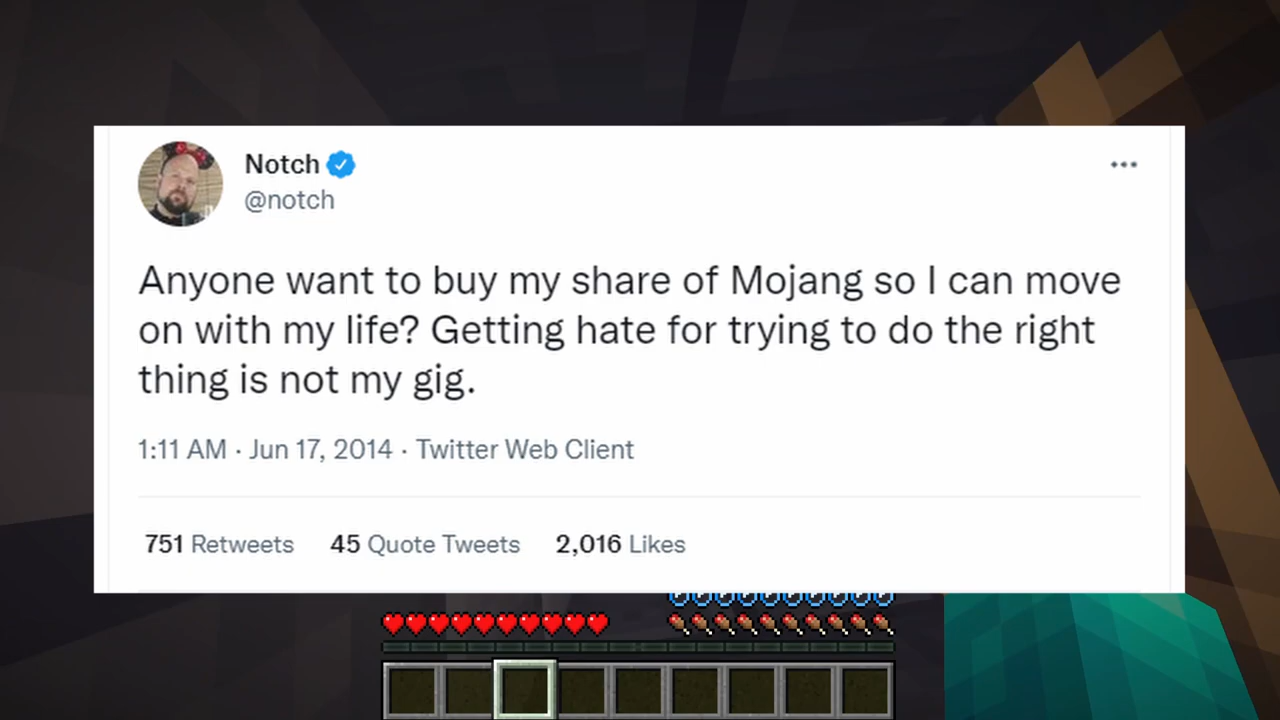 Notch
@notch
Anyone want to buy my share of Mojang so I can move
on with my life? Getting hate for trying to do the right
thing is not my gig.
1:11 AM · Jun 17, 2014 · Twitter Web Client
751 Retweets 45 Quote Tweets 2,016 Likes